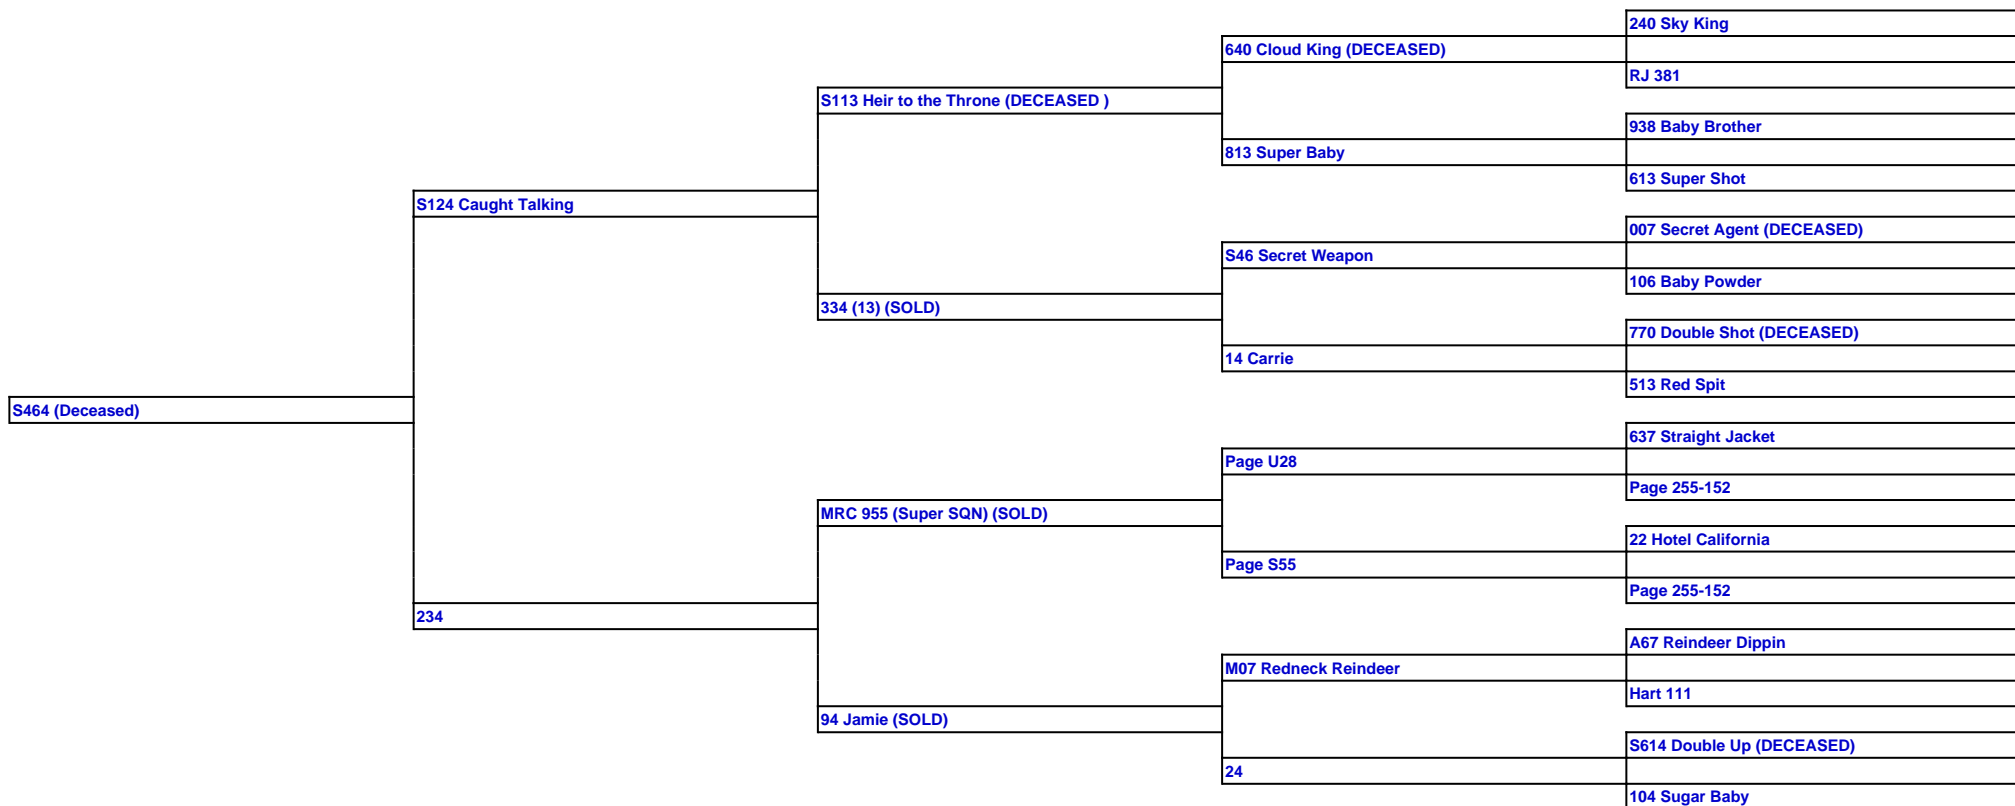 240 Sky King
640 Cloud King (DECEASED)
RJ 381
S113 Heir to the Throne (DECEASED )
938 Baby Brother
813 Super Baby
613 Super Shot
S124 Caught Talking
007 Secret Agent (DECEASED)
S46 Secret Weapon
106 Baby Powder
334 (13) (SOLD)
770 Double Shot (DECEASED)
14 Carrie
513 Red Spit
S464 (Deceased)
637 Straight Jacket
Page U28
Page 255-152
MRC 955 (Super SQN) (SOLD)
22 Hotel California
Page S55
Page 255-152
234
A67 Reindeer Dippin
M07 Redneck Reindeer
Hart 111
94 Jamie (SOLD)
S614 Double Up (DECEASED)
24
104 Sugar Baby